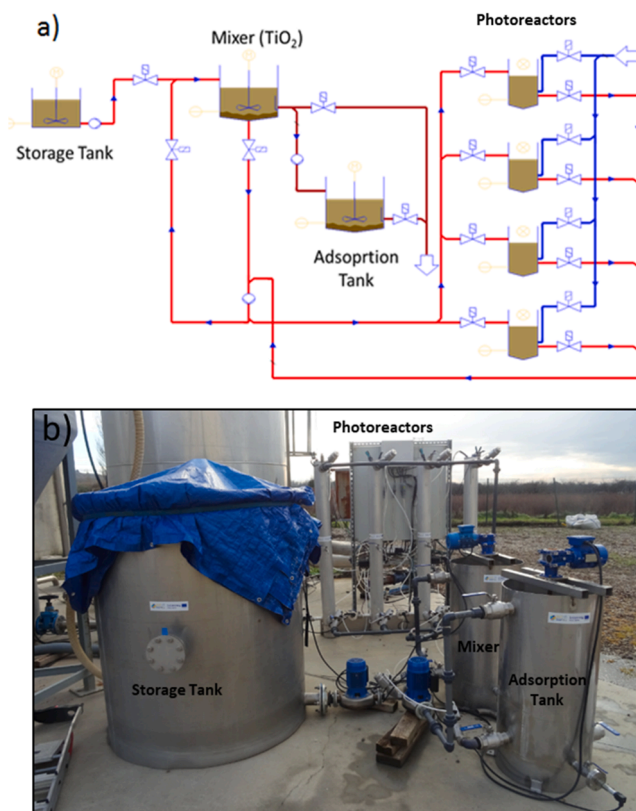 a)
Photoreactors
Mixer (TiO₂)
Storage Tank
Adsoprtion
Tank
b)
Photoreactors
Storage Tank
Mixer
Adsorption
Tank